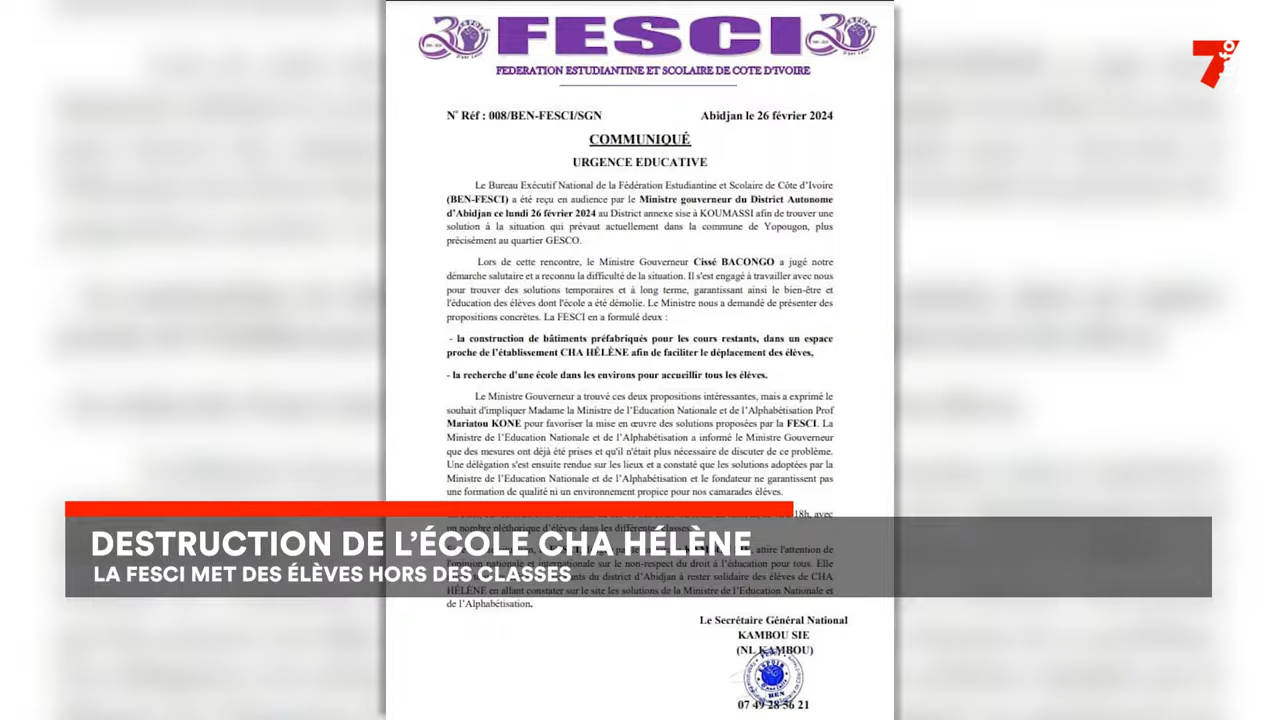 FESCI
FEDERATION ESTUDIANTINE ET SCOLAIRE DE COTE D'IVOIRE
7info
N° Réf : 008/BEN-FESCI/SGN Abidjan le 26 février 2024
COMMUNIQUÉ
URGENCE EDUCATIVE
Le Bureau Exécutif National de la Fédération Estudiantine et Scolaire de Côte d'Ivoire
(BEN-FESCI) a été reçu en audience par le Ministre gouverneur du District Autonome
d'Abidjan ce lundi 26 février 2024 au District annexe sise à KOUMASSI afin de trouver une
solution à la situation qui prévaut actuellement dans la commune de Yopougon, plus
précisément au quartier GESCO.
Lors de cette rencontre, le Ministre Gouverneur Cissé BACONGO a jugé notre
démarche salutaire et a reconnu la difficulté de la situation. Il s'est engagé à travailler avec nous
pour trouver des solutions temporaires et à long terme, garantissant ainsi le bien-être et
l'éducation des élèves dont l'école a été démolie. Le Ministre nous a demandé de présenter des
propositions concrètes. La FESCI en a formulé deux :
- la construction de bâtiments préfabriqués pour les cours restants, dans un espace
proche de l'établissement CHA HÉLÈNE afin de faciliter le déplacement des élèves,
- la recherche d'une école dans les environs pour accueillir tous les élèves.
Le Ministre Gouverneur a trouvé ces deux propositions intéressantes, mais a exprimé le
souhait d'impliquer Madame la Ministre de l'Education Nationale et de l'Alphabétisation Prof
Mariatou KONE pour favoriser la mise en œuvre des solutions proposées par la FESCI. La
Ministre de l'Education Nationale et de l'Alphabétisation a informé le Ministre Gouverneur
que des mesures ont déjà été prises et qu'il n'était plus nécessaire de discuter de ce problème.
Une délégation s'est ensuite rendue sur les lieux et a constaté que les solutions adoptées par la
Ministre de l'Education Nationale et de l'Alphabétisation et le fondateur ne garantissent pas
une formation de qualité ni un environnement propice pour nos camarades élèves.
18h, avec
un nombre pléthorique d'élèves dans les différentes classes.
attire l'attention de
l'opinion nationale et internationale sur le non-respect du droit à l'éducation pour tous. Elle
du district d'Abidjan à rester solidaire des élèves de CHA
HÉLÈNE en allant constater sur le site les solutions de la Ministre de l'Education Nationale et
de l'Alphabétisation.
DESTRUCTION DE L'ÉCOLE CHA HÉLÈNE
LA FESCI MET DES ÉLÈVES HORS DES CLASSES
Le Secrétaire Général National
KAMBOU SIE
(NL KAMBOU)
07 49 28 56 21